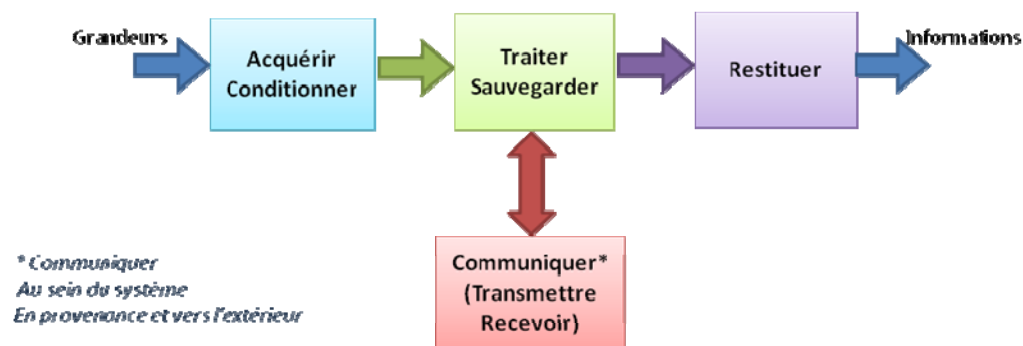 Grandeurs
Acquérir
Conditionner
Traiter
Sauvegarder
Restituer
Informations
Communiquer*
(Transmettre
Recevoir)
* Communiquer
Au sein du système
En provenance et vers l'extérieur